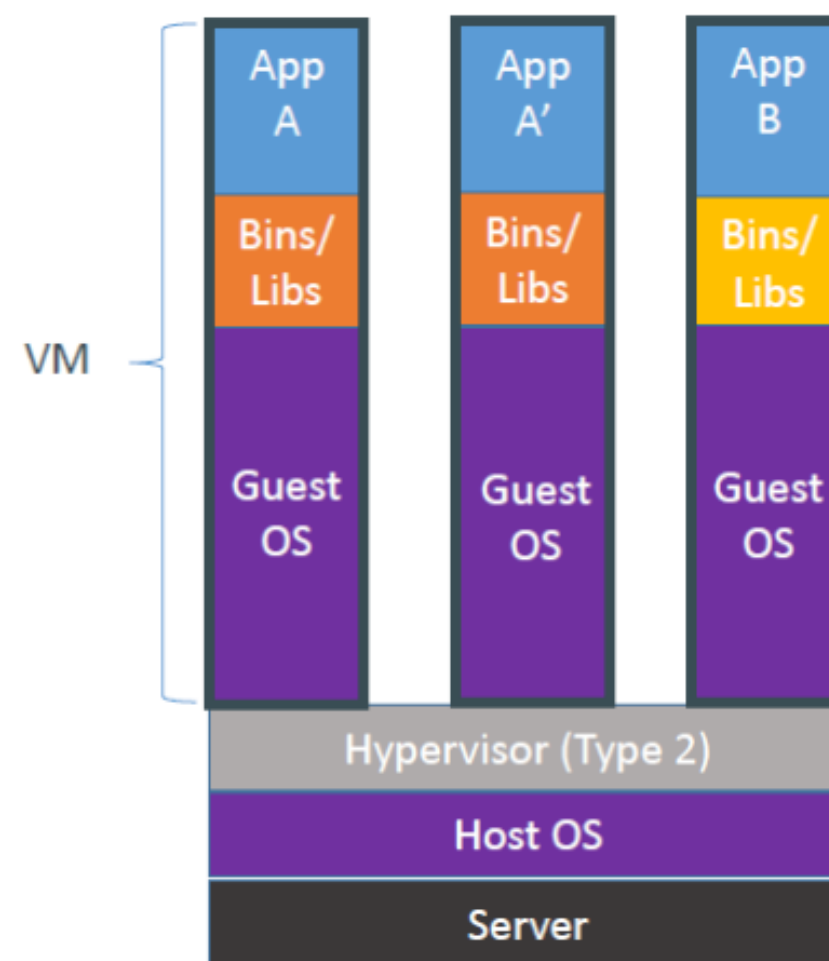 App
A
App
A’
App
B
Bins/
Libs
Bins/
Libs
Bins/
Libs
VM
Guest
OS
Guest
OS
Guest
OS
Hypervisor (Type 2)
Host OS
Server